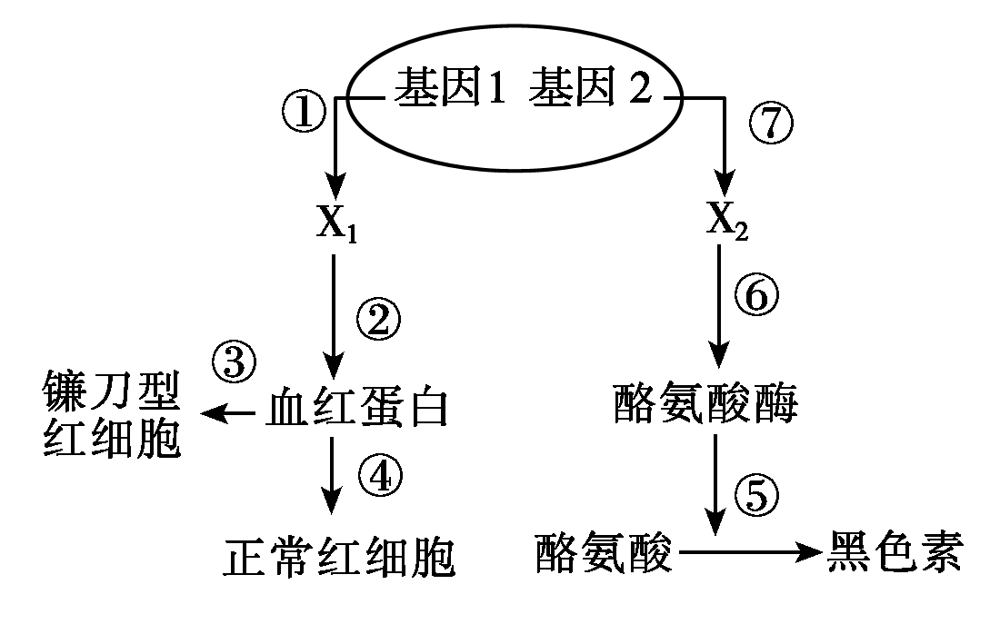 基因1 基因 2
①
⑦
X₁
X₂
②
⑥
③
镰刀型
红细胞
血红蛋白
酪氨酸酶
④
⑤
正常红细胞
酪氨酸
黑色素